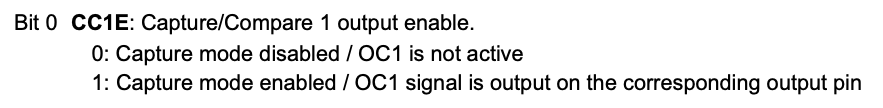 Bit 0 CC1E: Capture/Compare 1 output enable.
0: Capture mode disabled / OC1 is not active
1: Capture mode enabled / OC1 signal is output on the corresponding output pin